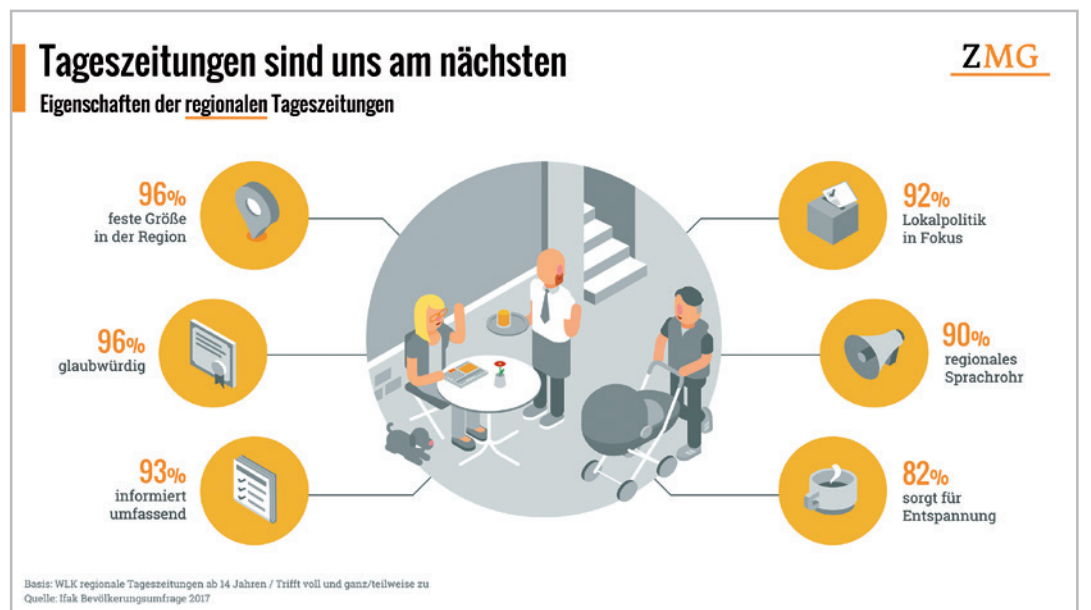 Tageszeitungen sind uns am nächsten
ZMG
Eigenschaften der regionalen Tageszeitungen
96%
feste Größe
in der Region
96%
glaubwürdig
93%
informiert
umfassend
92%
Lokalpolitik
in Fokus
90%
regionales
Sprachrohr
82%
sorgt für
Entspannung
Basis: WLK regionale Tageszeitungen ab 14 Jahren / Trifft voll und ganz/teilweise zu
Quelle: Ifak Bevölkerungsumfrage 2017